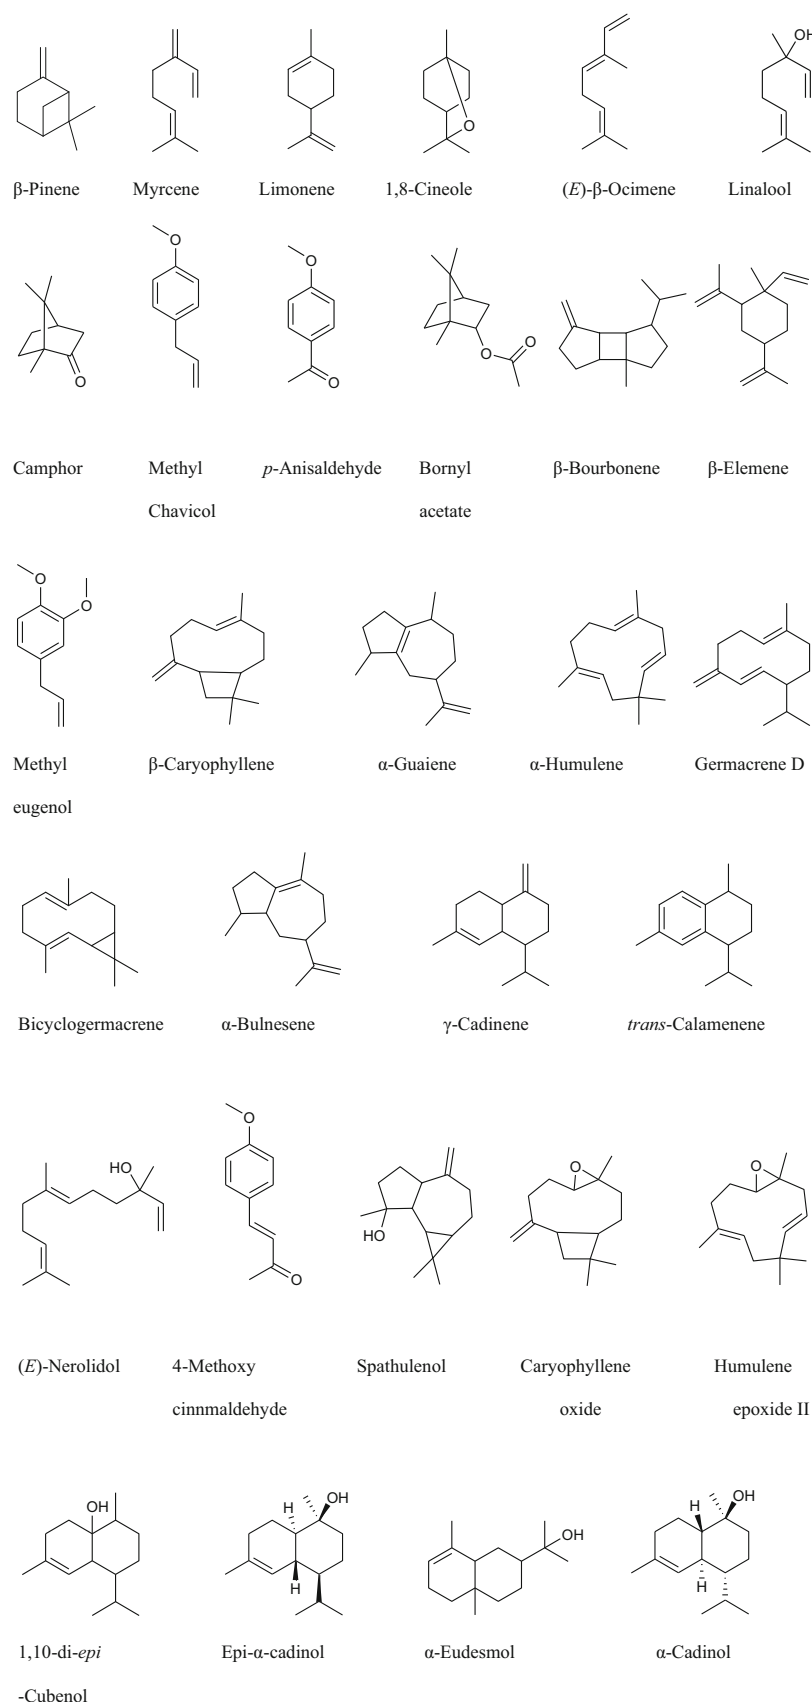 OH
O
β-Pinene Myrcene Limonene 1,8-Cineole (E)-β-Ocimene Linalool
O O
O
O O
O
Camphor Methyl p-Anisaldehyde Bornyl β-Bourbonene β-Elemene
Chavicol acetate
O
O
Methyl β-Caryophyllene α-Guaiene α-Humulene Germacrene D
eugenol
Bicyclogermacrene α-Bulnesene γ-Cadinene trans-Calamenene
O
HO O O
HO
O
(E)-Nerolidol 4-Methoxy Spathulenol Caryophyllene Humulene
cinnmaldehyde oxide epoxide II
OH H OH OH H OH
H H
1,10-di-epi Epi-α-cadinol α-Eudesmol α-Cadinol
-Cubenol